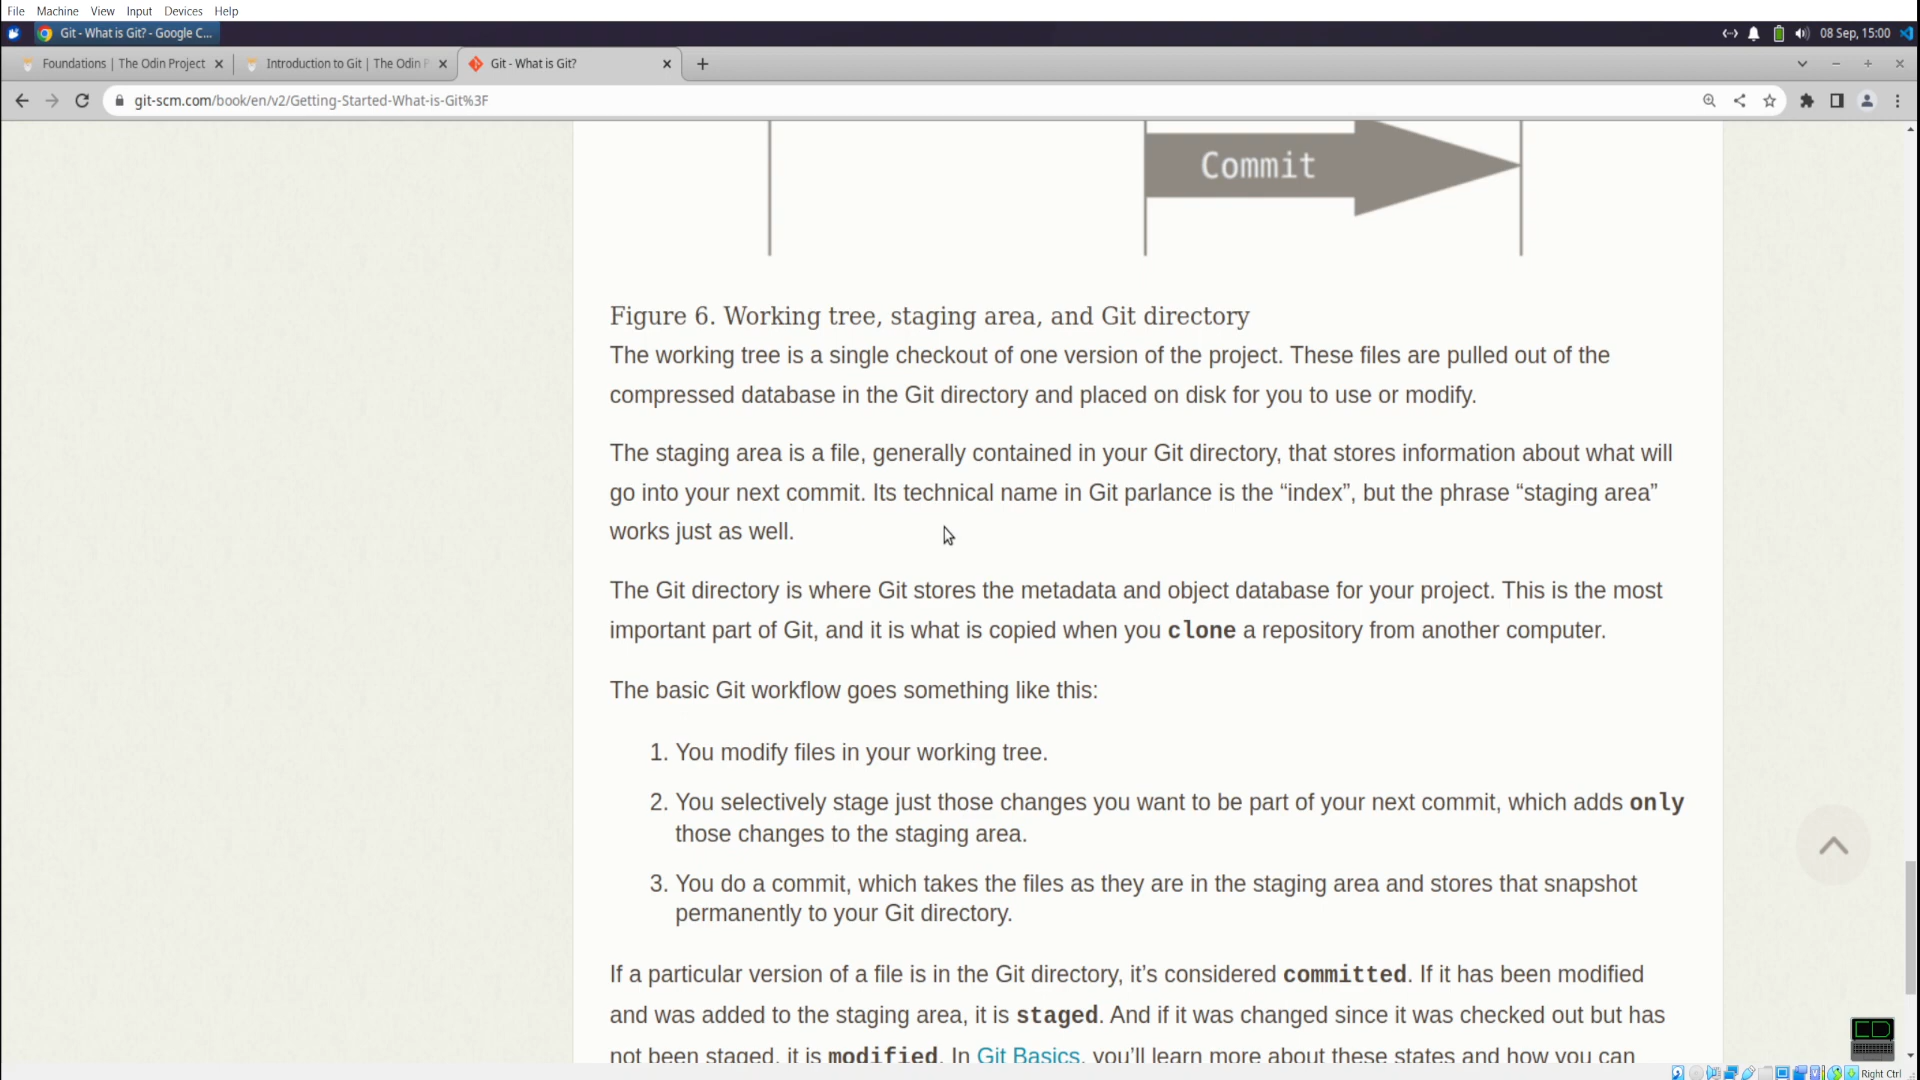 File Machine View Input Devices Help
Git - What is Git? - Google C...
08 Sep, 15:00
Foundations | The Odin Project
Introduction to Git | The Odin P
Git - What is Git?
git-scm.com/book/en/v2/Getting-Started-What-is-Git%3F
Commit
Figure 6. Working tree, staging area, and Git directory
The working tree is a single checkout of one version of the project. These files are pulled out of the
compressed database in the Git directory and placed on disk for you to use or modify.
The staging area is a file, generally contained in your Git directory, that stores information about what will
go into your next commit. Its technical name in Git parlance is the “index”, but the phrase “staging area”
works just as well.
The Git directory is where Git stores the metadata and object database for your project. This is the most
important part of Git, and it is what is copied when you clone a repository from another computer.
The basic Git workflow goes something like this:
1. You modify files in your working tree.
2. You selectively stage just those changes you want to be part of your next commit, which adds only
those changes to the staging area.
3. You do a commit, which takes the files as they are in the staging area and stores that snapshot
permanently to your Git directory.
If a particular version of a file is in the Git directory, it’s considered committed. If it has been modified
and was added to the staging area, it is staged. And if it was changed since it was checked out but has
not been staged, it is modified. In Git Basics, you’ll learn more about these states and how you can
CD
Right Ctrl